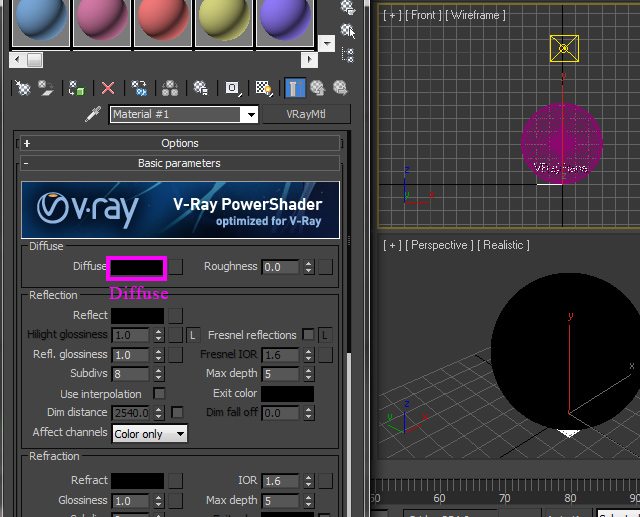 [ + ] [ Front ] [ Wireframe ]
Material #1 VRayMtl
+ Options
- Basic parameters
v·ray V-Ray PowerShader
optimized for V-Ray
Diffuse
Diffuse Roughness 0.0
Diffuse
Reflection
Reflect
Hilight glossiness 1.0 L Fresnel reflections L
Refl. glossiness 1.0 Fresnel IOR 1.6
Subdivs 8 Max depth 5
Use interpolation Exit color
Dim distance 2540.0 Dim fall off 0.0
Affect channels Color only
Refraction
Refract IOR 1.6
Glossiness 1.0 Max depth 5
y
z
x
[ + ] [ Perspective ] [ Realistic ]
y
x
z
50 60 70 80 90